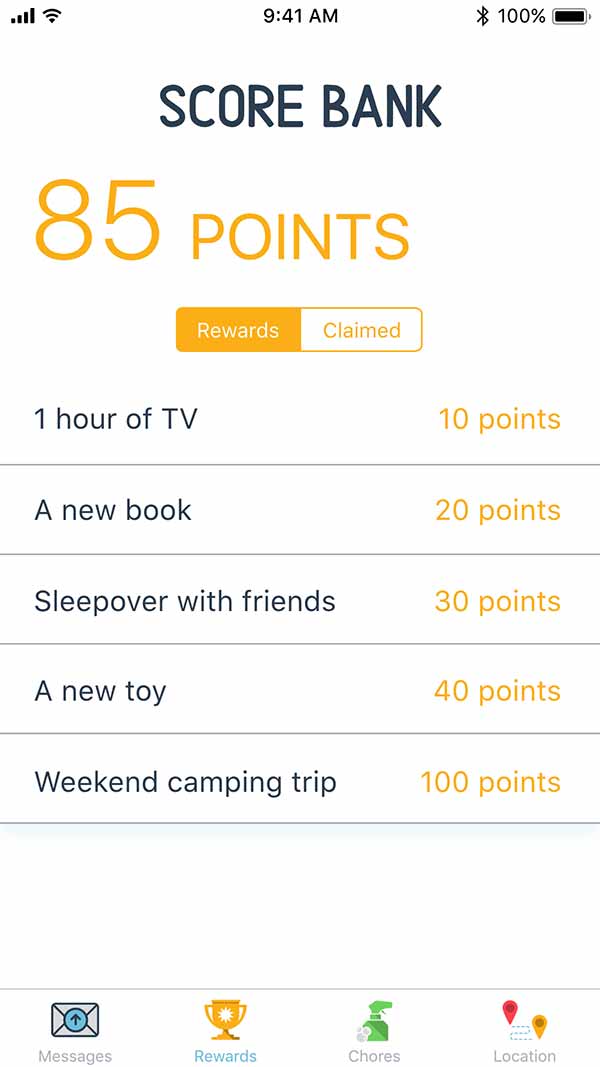 9:41 AM 100%
SCORE BANK
85 POINTS
Rewards Claimed
1 hour of TV 10 points
A new book 20 points
Sleepover with friends 30 points
A new toy 40 points
Weekend camping trip 100 points
Messages Rewards Chores Location